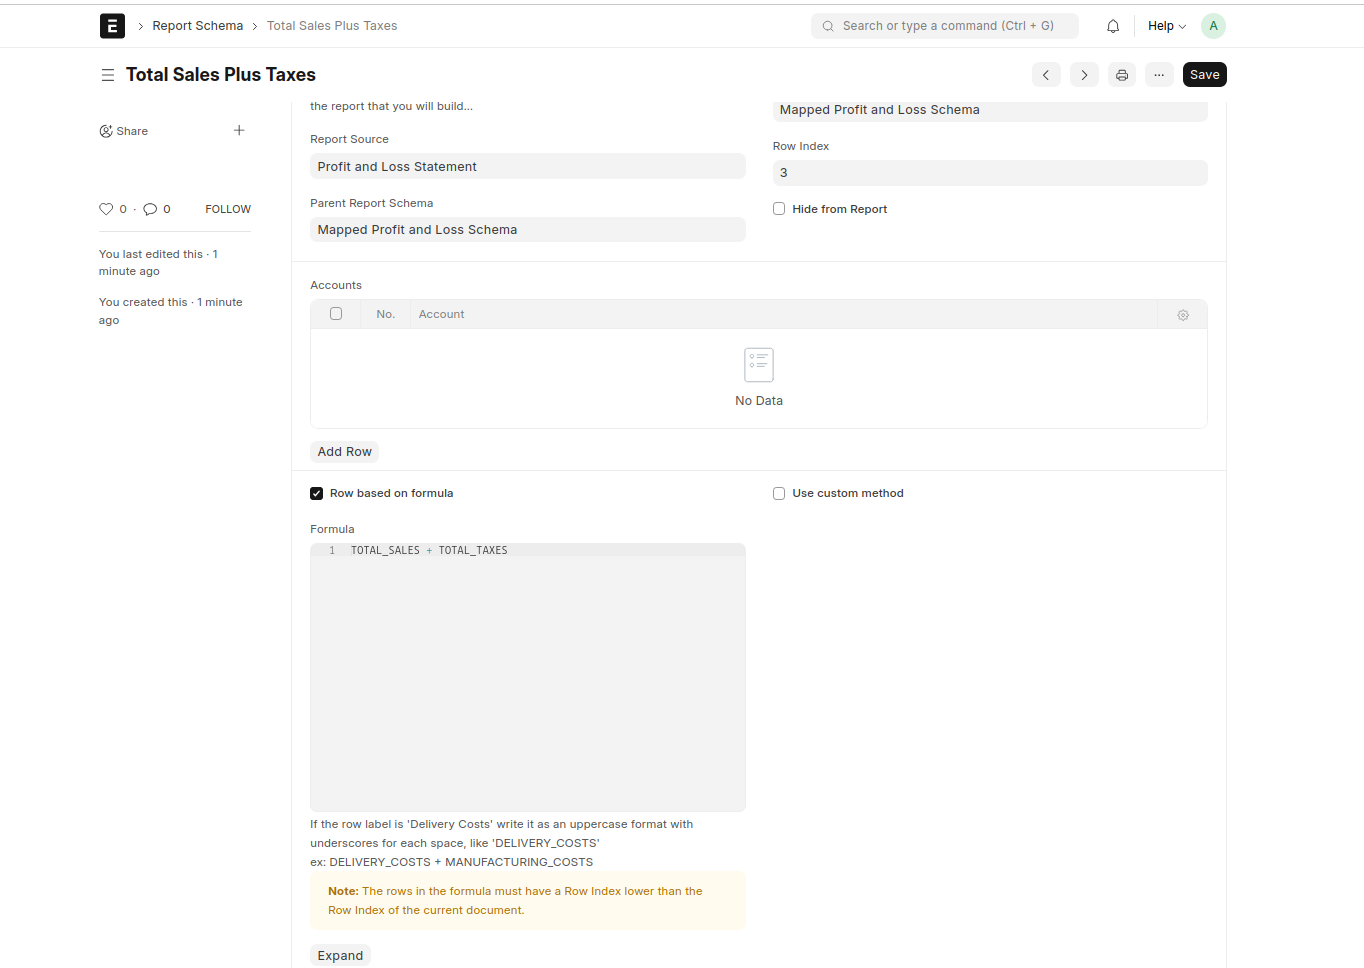 Report Schema
Total Sales Plus Taxes
Search or type a command (Ctrl + G)
Help
A
Total Sales Plus Taxes
Save
Share
0 · 0 FOLLOW
You last edited this · 1
minute ago
You created this · 1 minute
ago
the report that you will build...
Report Source
Profit and Loss Statement
Parent Report Schema
Mapped Profit and Loss Schema
Mapped Profit and Loss Schema
Row Index
3
Hide from Report
Accounts
No. Account
No Data
Add Row
Row based on formula
Use custom method
Formula
1 TOTAL_SALES + TOTAL_TAXES
If the row label is 'Delivery Costs' write it as an uppercase format with
underscores for each space, like 'DELIVERY_COSTS'
ex: DELIVERY_COSTS + MANUFACTURING_COSTS
Note: The rows in the formula must have a Row Index lower than the
Row Index of the current document.
Expand